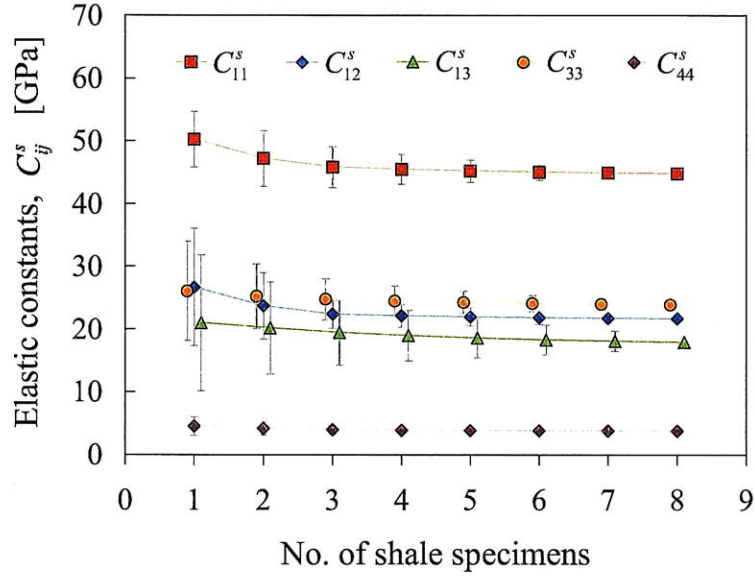 70
60
50
40
30
20
10
0
Elastic constants, C^s_ij [GPa]
C^s_11 C^s_12 C^s_13 C^s_33 C^s_44
0 1 2 3 4 5 6 7 8 9
No. of shale specimens